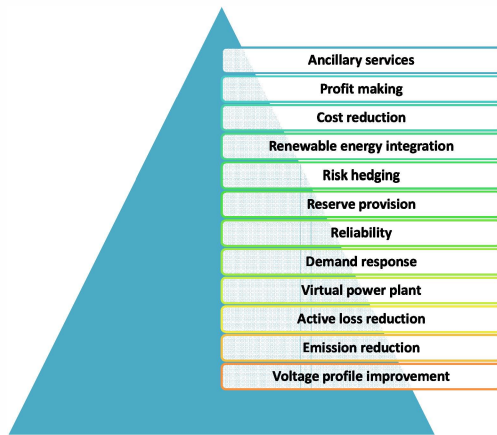 Ancillary services
Profit making
Cost reduction
Renewable energy integration
Risk hedging
Reserve provision
Reliability
Demand response
Virtual power plant
Active loss reduction
Emission reduction
Voltage profile improvement